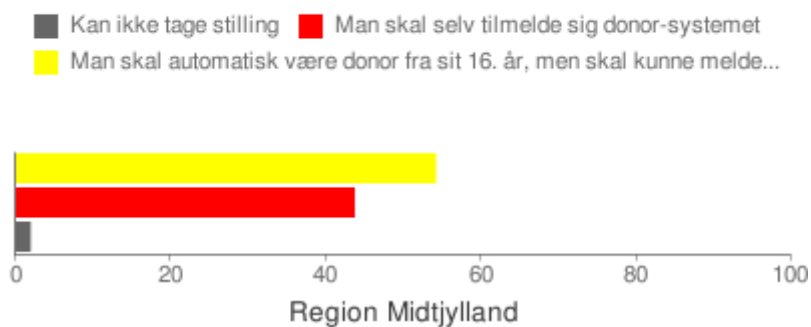 Kan ikke tage stilling Man skal selv tilmelde sig donor-systemet
Man skal automatisk være donor fra sit 16. år, men skal kunne melde...
0 20 40 60 80 100
Region Midtjylland